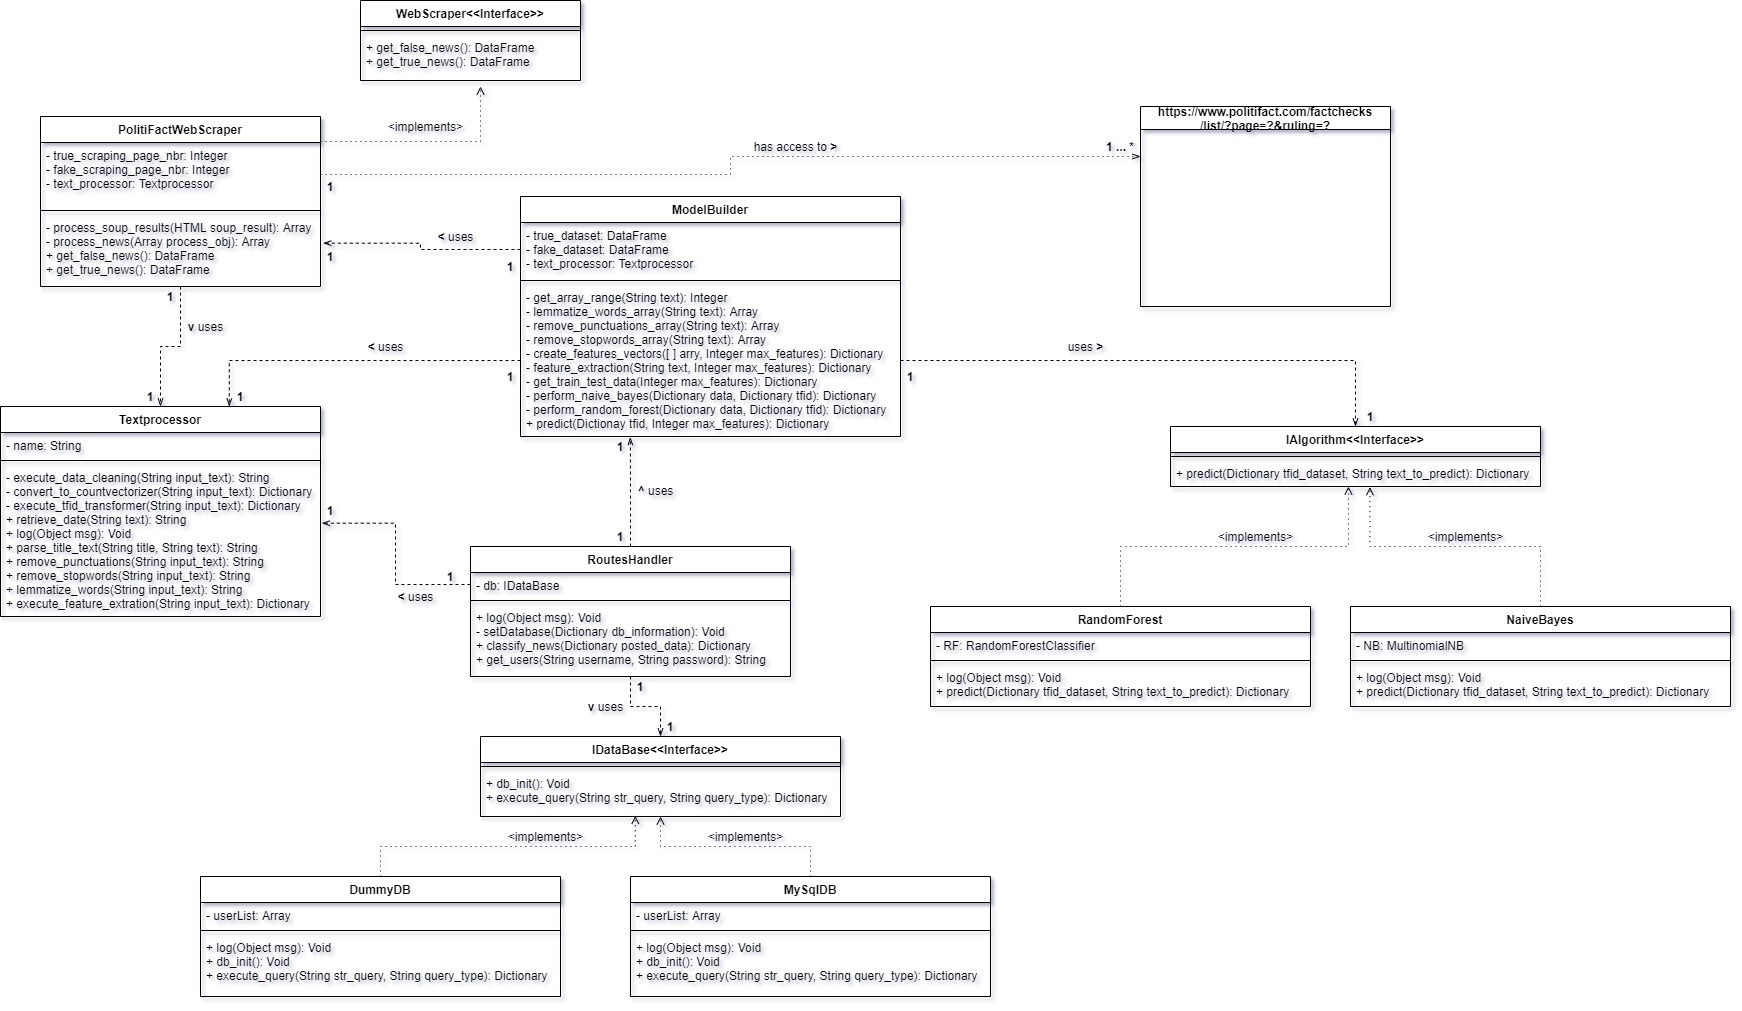 WebScraper<<Interface>>
+ get_false_news(): DataFrame
+ get_true_news(): DataFrame
<implements>
PolitiFactWebScraper
- true_scraping_page_nbr: Integer
- fake_scraping_page_nbr: Integer
- text_processor: Textprocessor
- process_soup_results(HTML soup_result): Array
- process_news(Array process_obj): Array
+ get_false_news(): DataFrame
+ get_true_news(): DataFrame
1
has access to >
1 ... *
https://www.politifact.com/factchecks
/list/?page=?&ruling=?
ModelBuilder
- true_dataset: DataFrame
- fake_dataset: DataFrame
- text_processor: Textprocessor
- get_array_range(String text): Integer
- lemmatize_words_array(String text): Array
- remove_punctuations_array(String text): Array
- remove_stopwords_array(String text): Array
- create_features_vectors([ ] arry, Integer max_features): Dictionary
- feature_extraction(String text, Integer max_features): Dictionary
- get_train_test_data(Integer max_features): Dictionary
- perform_naive_bayes(Dictionary data, Dictionary tfid): Dictionary
- perform_random_forest(Dictionary data, Dictionary tfid): Dictionary
+ predict(Dictionay tfid, Integer max_features): Dictionary
< uses
1
1
1
v uses
1
< uses
1
1
uses >
1
1
Textprocessor
- name: String
- execute_data_cleaning(String input_text): String
- convert_to_countvectorizer(String input_text): Dictionary
- execute_tfid_transformer(String input_text): Dictionary
+ retrieve_date(String text): String
+ log(Object msg): Void
+ parse_title_text(String title, String text): String
+ remove_punctuations(String input_text): String
+ remove_stopwords(String input_text): String
+ lemmatize_words(String input_text): String
+ execute_feature_extration(String input_text): Dictionary
IAlgorithm<<Interface>>
+ predict(Dictionary tfid_dataset, String text_to_predict): Dictionary
1
^ uses
1
1
1
< uses
RoutesHandler
- db: IDataBase
+ log(Object msg): Void
- setDatabase(Dictionary db_information): Void
+ classify_news(Dictionary posted_data): Dictionary
+ get_users(String username, String password): String
<implements>
<implements>
RandomForest
- RF: RandomForestClassifier
+ log(Object msg): Void
+ predict(Dictionary tfid_dataset, String text_to_predict): Dictionary
NaiveBayes
- NB: MultinomialNB
+ log(Object msg): Void
+ predict(Dictionary tfid_dataset, String text_to_predict): Dictionary
1
v uses
1
IDataBase<<Interface>>
+ db_init(): Void
+ execute_query(String str_query, String query_type): Dictionary
<implements>
<implements>
DummyDB
- userList: Array
+ log(Object msg): Void
+ db_init(): Void
+ execute_query(String str_query, String query_type): Dictionary
MySqlDB
- userList: Array
+ log(Object msg): Void
+ db_init(): Void
+ execute_query(String str_query, String query_type): Dictionary